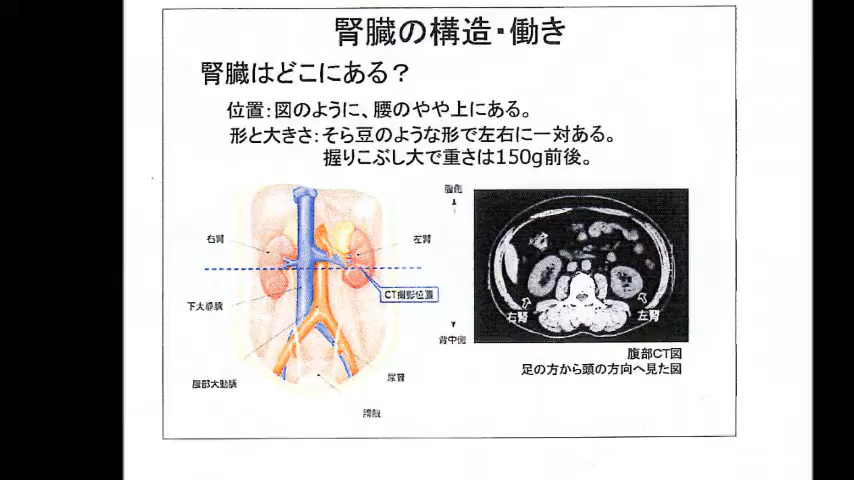 腎臓の構造・働き
腎臓はどこにある？
位置：図のように、腰のやや上にある。
形と大きさ：そら豆のような形で左右に一対ある。
握りこぶし大で重さは150g前後。
右腎
左腎
CT撮影位置
下大静脈
腹部大動脈
尿管
膀胱
腹側
背中側
右腎
左腎
腹部CT図
足の方から頭の方向へ見た図